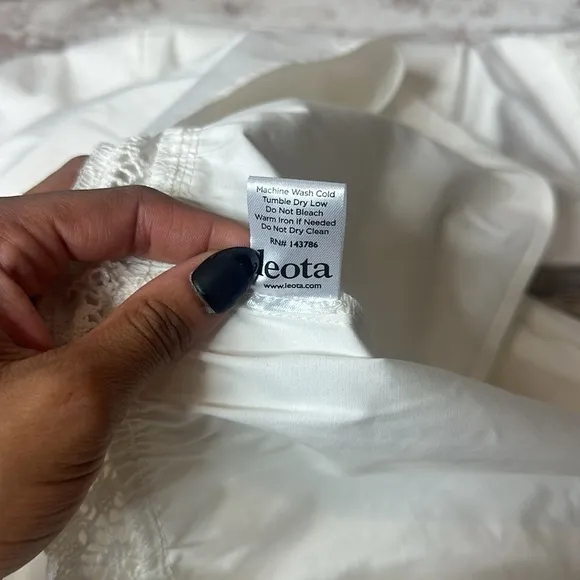 Machine Wash Cold
Tumble Dry Low
Do Not Bleach
Warm Iron If Needed
Do Not Dry Clean
RN# 143786
leota
www.leota.com